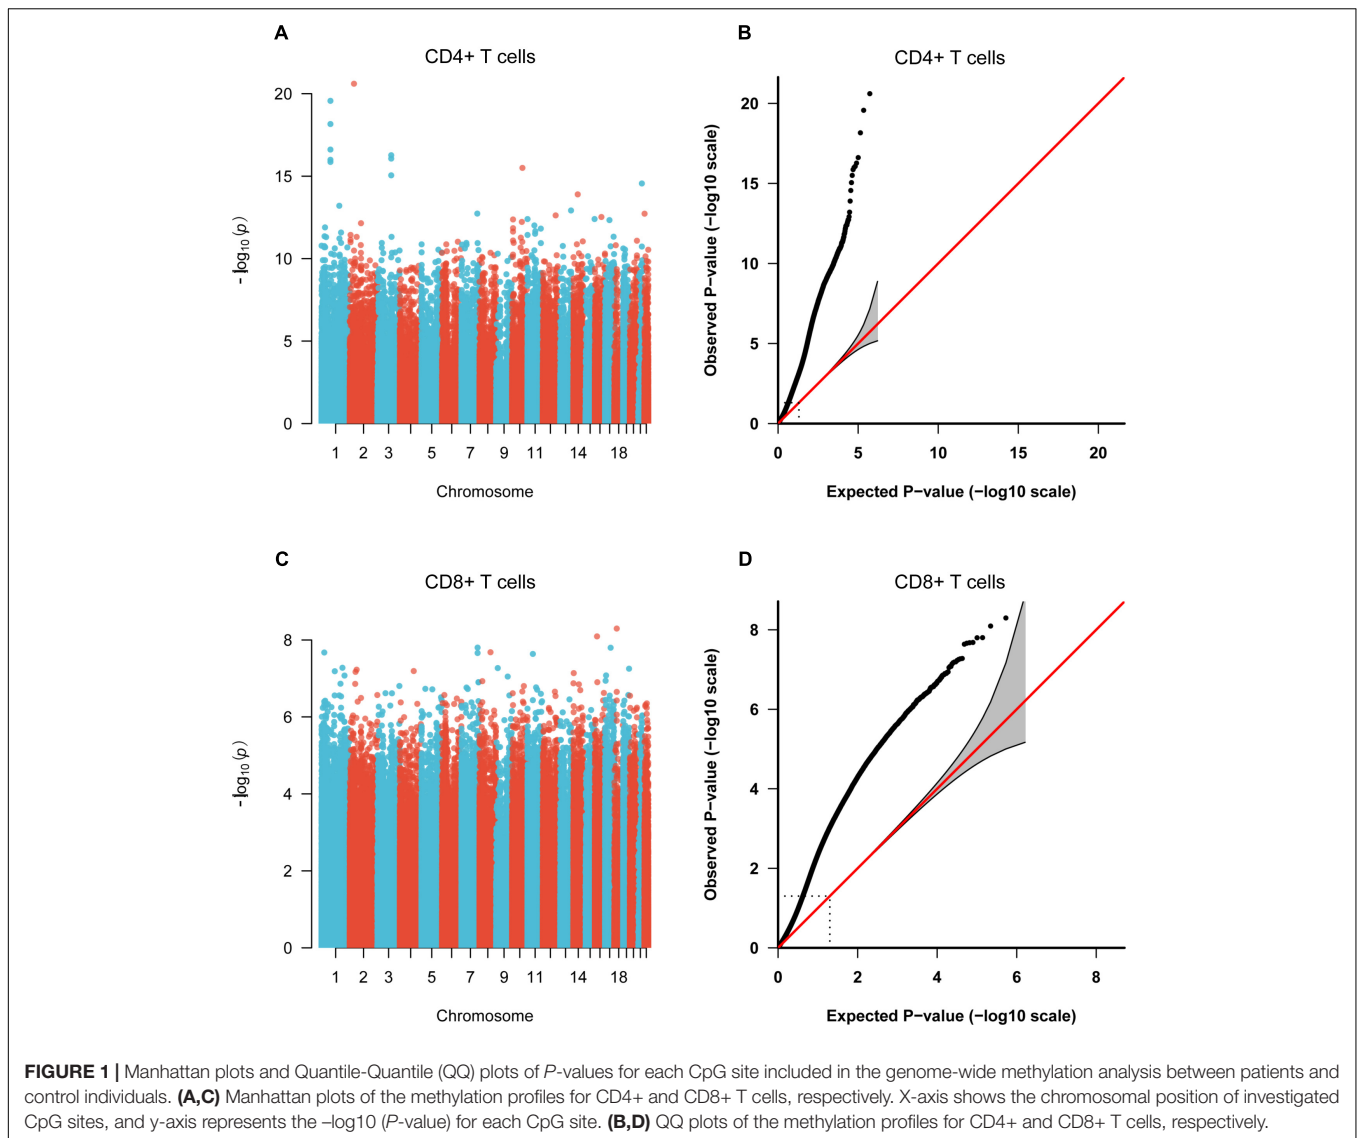 A
CD4+ T cells
20
15
10
5
0
- log10 (p)
1 2 3 5 7 9 11 14 18
Chromosome
B
CD4+ T cells
20
15
10
5
0
Observed P−value (−log10 scale)
0 5 10 15 20
Expected P−value (−log10 scale)
C
CD8+ T cells
8
6
4
2
0
- log10 (p)
1 2 3 5 7 9 11 14 18
Chromosome
D
CD8+ T cells
8
6
4
2
0
Observed P−value (−log10 scale)
0 2 4 6 8
Expected P−value (−log10 scale)
FIGURE 1 | Manhattan plots and Quantile-Quantile (QQ) plots of P-values for each CpG site included in the genome-wide methylation analysis between patients and
control individuals. (A,C) Manhattan plots of the methylation profiles for CD4+ and CD8+ T cells, respectively. X-axis shows the chromosomal position of investigated
CpG sites, and y-axis represents the –log10 (P-value) for each CpG site. (B,D) QQ plots of the methylation profiles for CD4+ and CD8+ T cells, respectively.